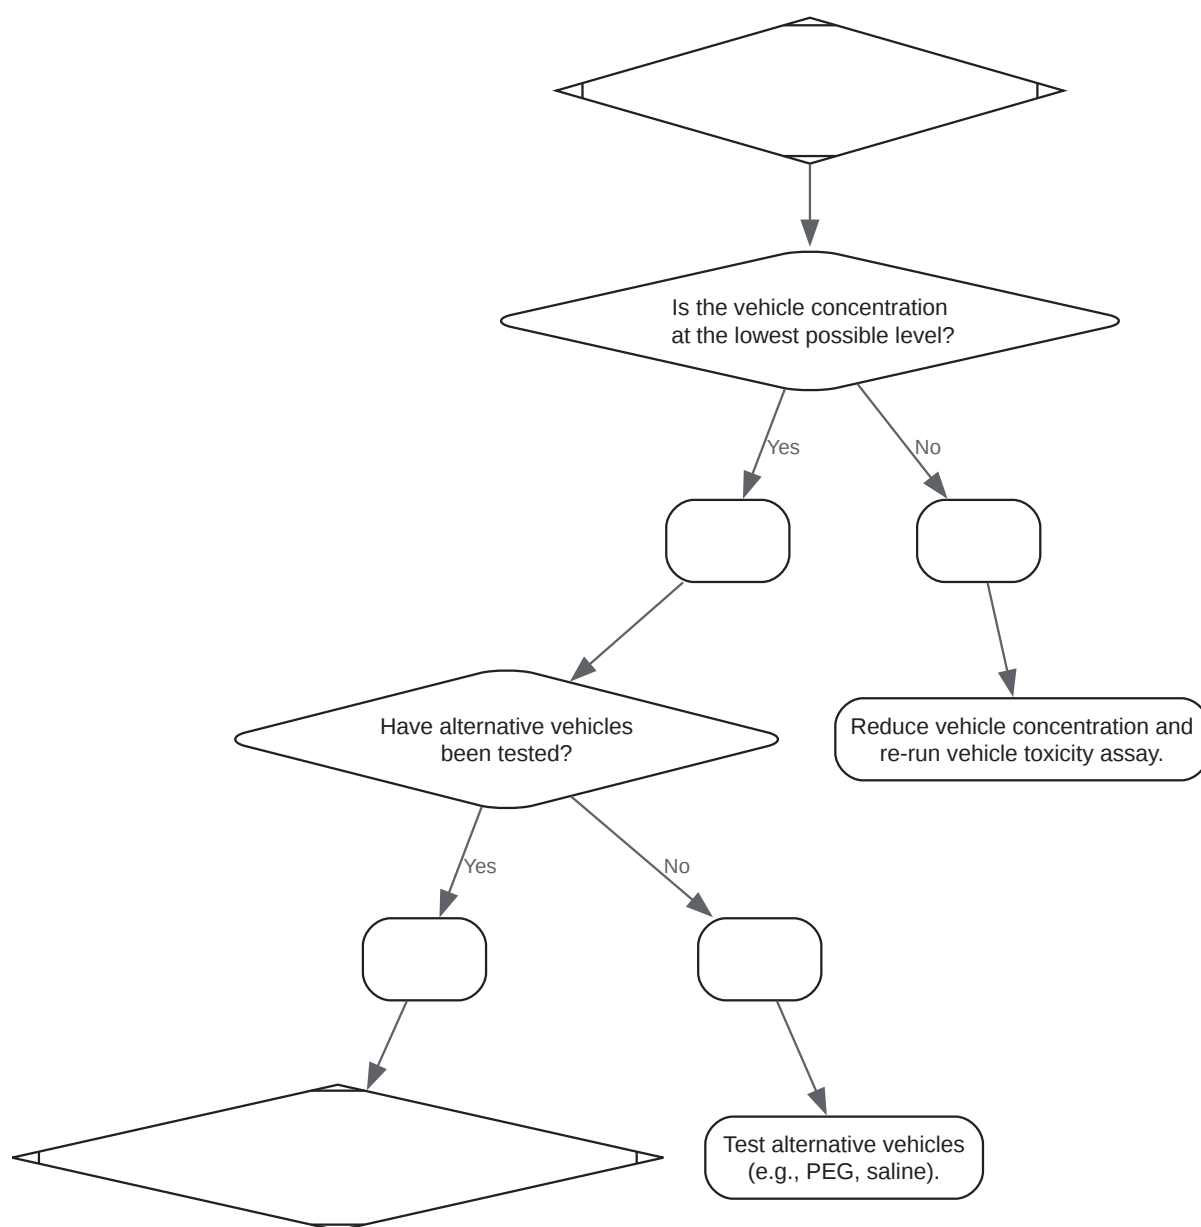 Is the vehicle concentration
at the lowest possible level?
Yes
No
Have alternative vehicles
been tested?
Reduce vehicle concentration and
re-run vehicle toxicity assay.
Yes
No
Test alternative vehicles
(e.g., PEG, saline).